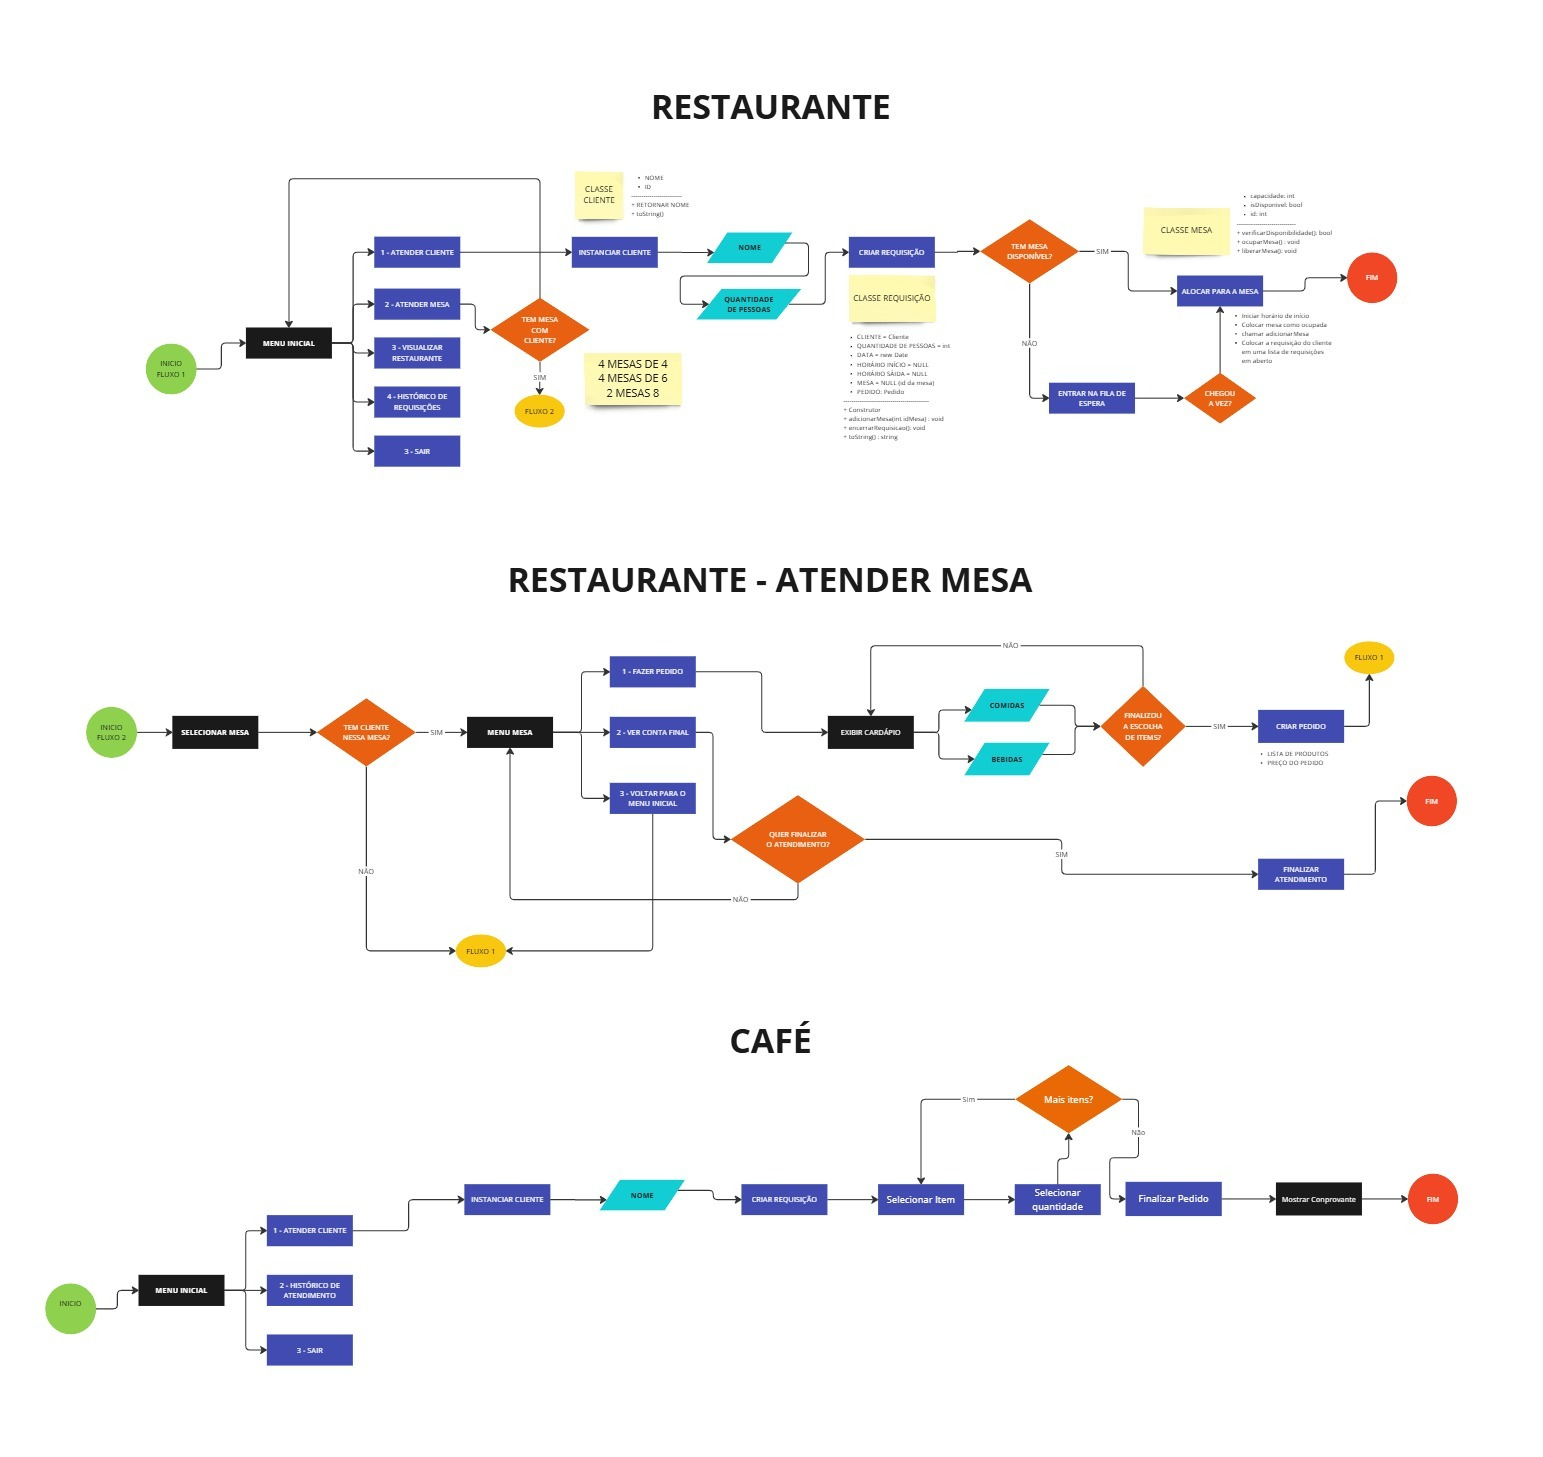 RESTAURANTE
CLASSE
CLIENTE
• NOME
• ID
------------------------
+ RETORNAR NOME
+ toString()
INICIO
FLUXO 1
MENU INICIAL
1 - ATENDER CLIENTE
2 - ATENDER MESA
3 - VISUALIZAR
RESTAURANTE
4 - HISTÓRICO DE
REQUISIÇÕES
3 - SAIR
TEM MESA
COM
CLIENTE?
SIM
FLUXO 2
4 MESAS DE 4
4 MESAS DE 6
2 MESAS 8
INSTANCIAR CLIENTE
NOME
QUANTIDADE
DE PESSOAS
CRIAR REQUISIÇÃO
CLASSE REQUISIÇÃO
• CLIENTE = Cliente
• QUANTIDADE DE PESSOAS = int
• DATA = new Date
• HORÁRIO INÍCIO = NULL
• HORÁRIO SÁIDA = NULL
• MESA = NULL (id da mesa)
• PEDIDO: Pedido
-----------------------------------------
+ Construtor
+ adicionarMesa(int idMesa) : void
+ encerrarRequisicao(): void
+ toString() : string
TEM MESA
DISPONÍVEL?
SIM
NÃO
ENTRAR NA FILA DE
ESPERA
CHEGOU
A VEZ?
CLASSE MESA
• capacidade: int
• isDisponivel: bool
• id: int
----------------------------
+ verificarDisponibilidade(): bool
+ ocuparMesa() : void
+ liberarMesa(): void
ALOCAR PARA A MESA
• Iniciar horário de início
• Colocar mesa como ocupada
• chamar adicionarMesa
• Colocar a requisição do cliente
em uma lista de requisições
em aberto
FIM
RESTAURANTE - ATENDER MESA
INICIO
FLUXO 2
SELECIONAR MESA
TEM CLIENTE
NESSA MESA?
SIM
NÃO
MENU MESA
1 - FAZER PEDIDO
2 - VER CONTA FINAL
3 - VOLTAR PARA O
MENU INICIAL
FLUXO 1
QUER FINALIZAR
O ATENDIMENTO?
NÃO
SIM
EXIBIR CARDÁPIO
COMIDAS
BEBIDAS
NÃO
FINALIZOU
A ESCOLHA
DE ITEMS?
SIM
CRIAR PEDIDO
• LISTA DE PRODUTOS
• PREÇO DO PEDIDO
FLUXO 1
FINALIZAR
ATENDIMENTO
FIM
CAFÉ
INICIO
MENU INICIAL
1 - ATENDER CLIENTE
2 - HISTÓRICO DE
ATENDIMENTO
3 - SAIR
INSTANCIAR CLIENTE
NOME
CRIAR REQUISIÇÃO
Selecionar Item
Selecionar
quantidade
Mais itens?
Sim
Não
Finalizar Pedido
Mostrar Conprovante
FIM